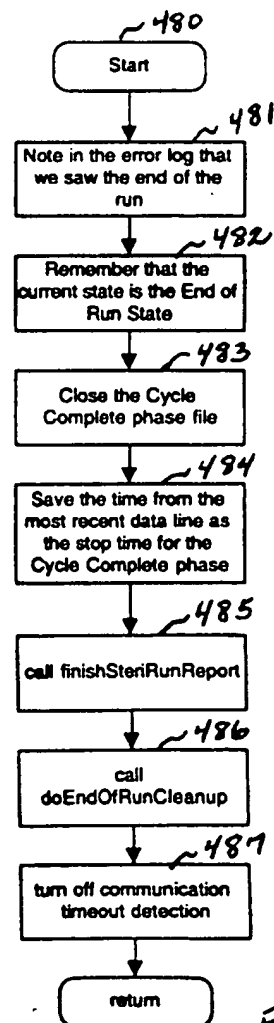 480
Start
481
Note in the error log that
we saw the end of the
run
482
Remember that the
current state is the End of
Run State
483
Close the Cycle
Complete phase file
484
Save the time from the
most recent data line as
the stop time for the
Cycle Complete phase
485
call finishSteriRunReport
486
call
doEndOfRunCleanup
487
turn off communication
timeout detection
return